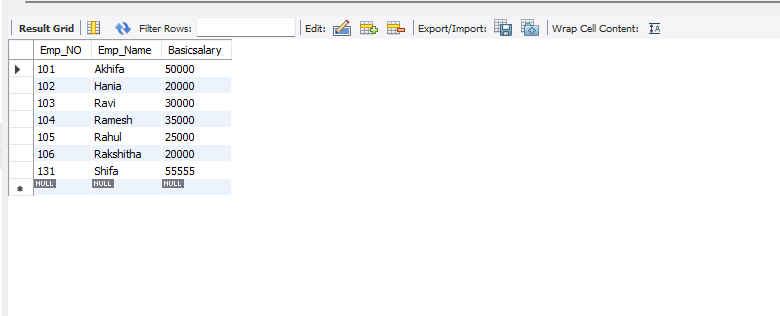 Result Grid Filter Rows: Edit: Export/Import: Wrap Cell Content: IA
Emp_NO Emp_Name Basicsalary
101 Akhifa 50000
102 Hania 20000
103 Ravi 30000
104 Ramesh 35000
105 Rahul 25000
106 Rakshitha 20000
131 Shifa 55555
NULL NULL NULL